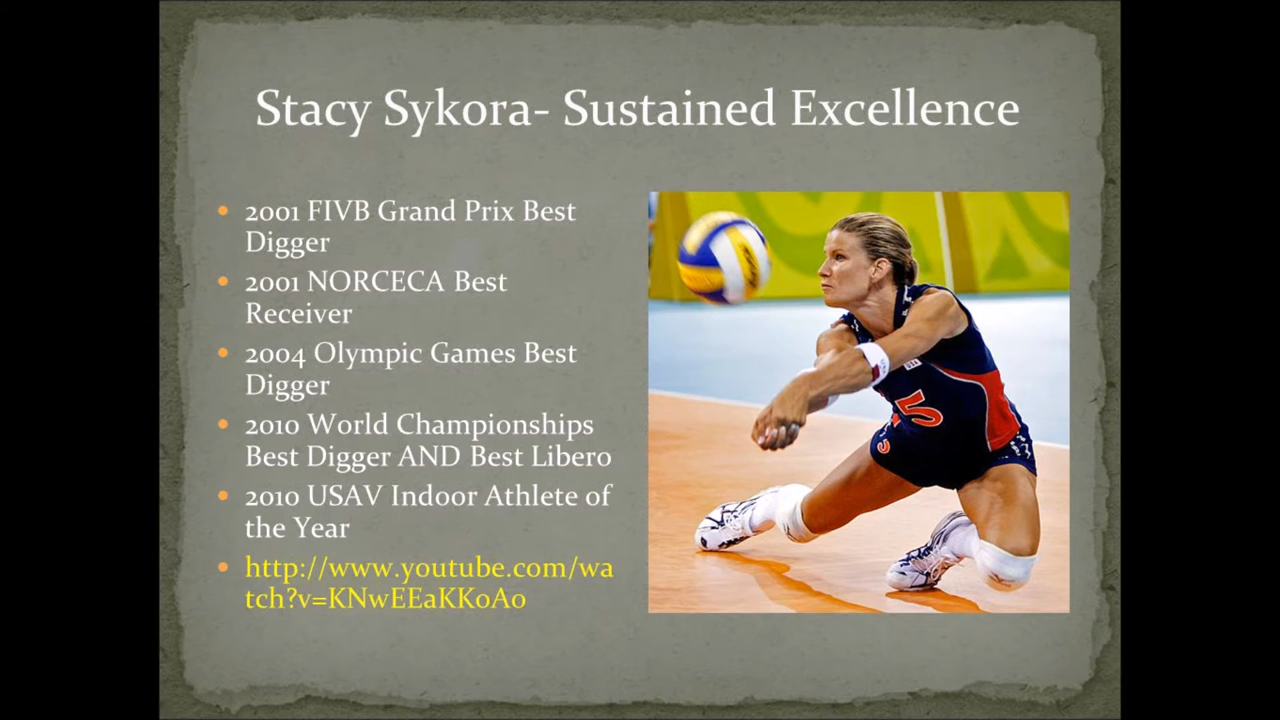 Stacy Sykora- Sustained Excellence
• 2001 FIVB Grand Prix Best
Digger
• 2001 NORCECA Best
Receiver
• 2004 Olympic Games Best
Digger
• 2010 World Championships
Best Digger AND Best Libero
• 2010 USAV Indoor Athlete of
the Year
• http://www.youtube.com/wa
tch?v=KNwEEaKKoAo
5